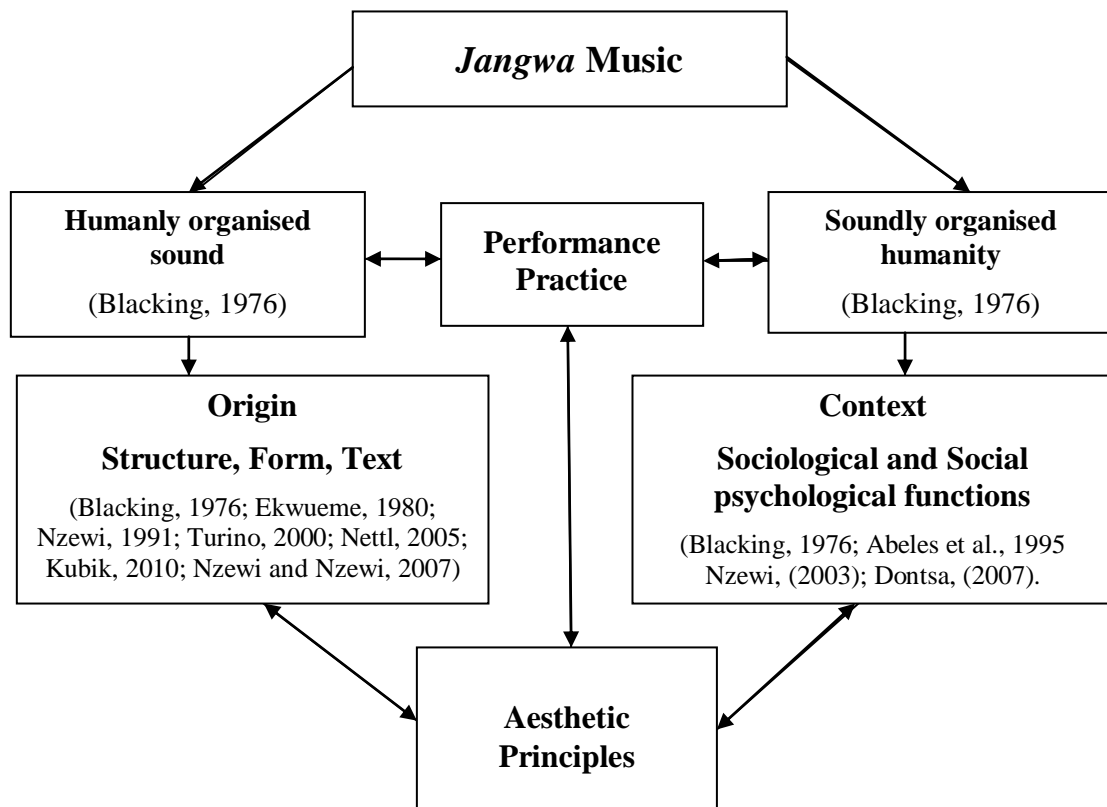 Jangwa Music
Humanly organised
sound
(Blacking, 1976)
Performance
Practice
Soundly organised
humanity
(Blacking, 1976)
Origin
Structure, Form, Text
(Blacking, 1976; Ekwueme, 1980;
Nzewi, 1991; Turino, 2000; Nettl, 2005;
Kubik, 2010; Nzewi and Nzewi, 2007)
Context
Sociological and Social
psychological functions
(Blacking, 1976; Abeles et al., 1995
Nzewi, (2003); Dontsa, (2007).
Aesthetic
Principles